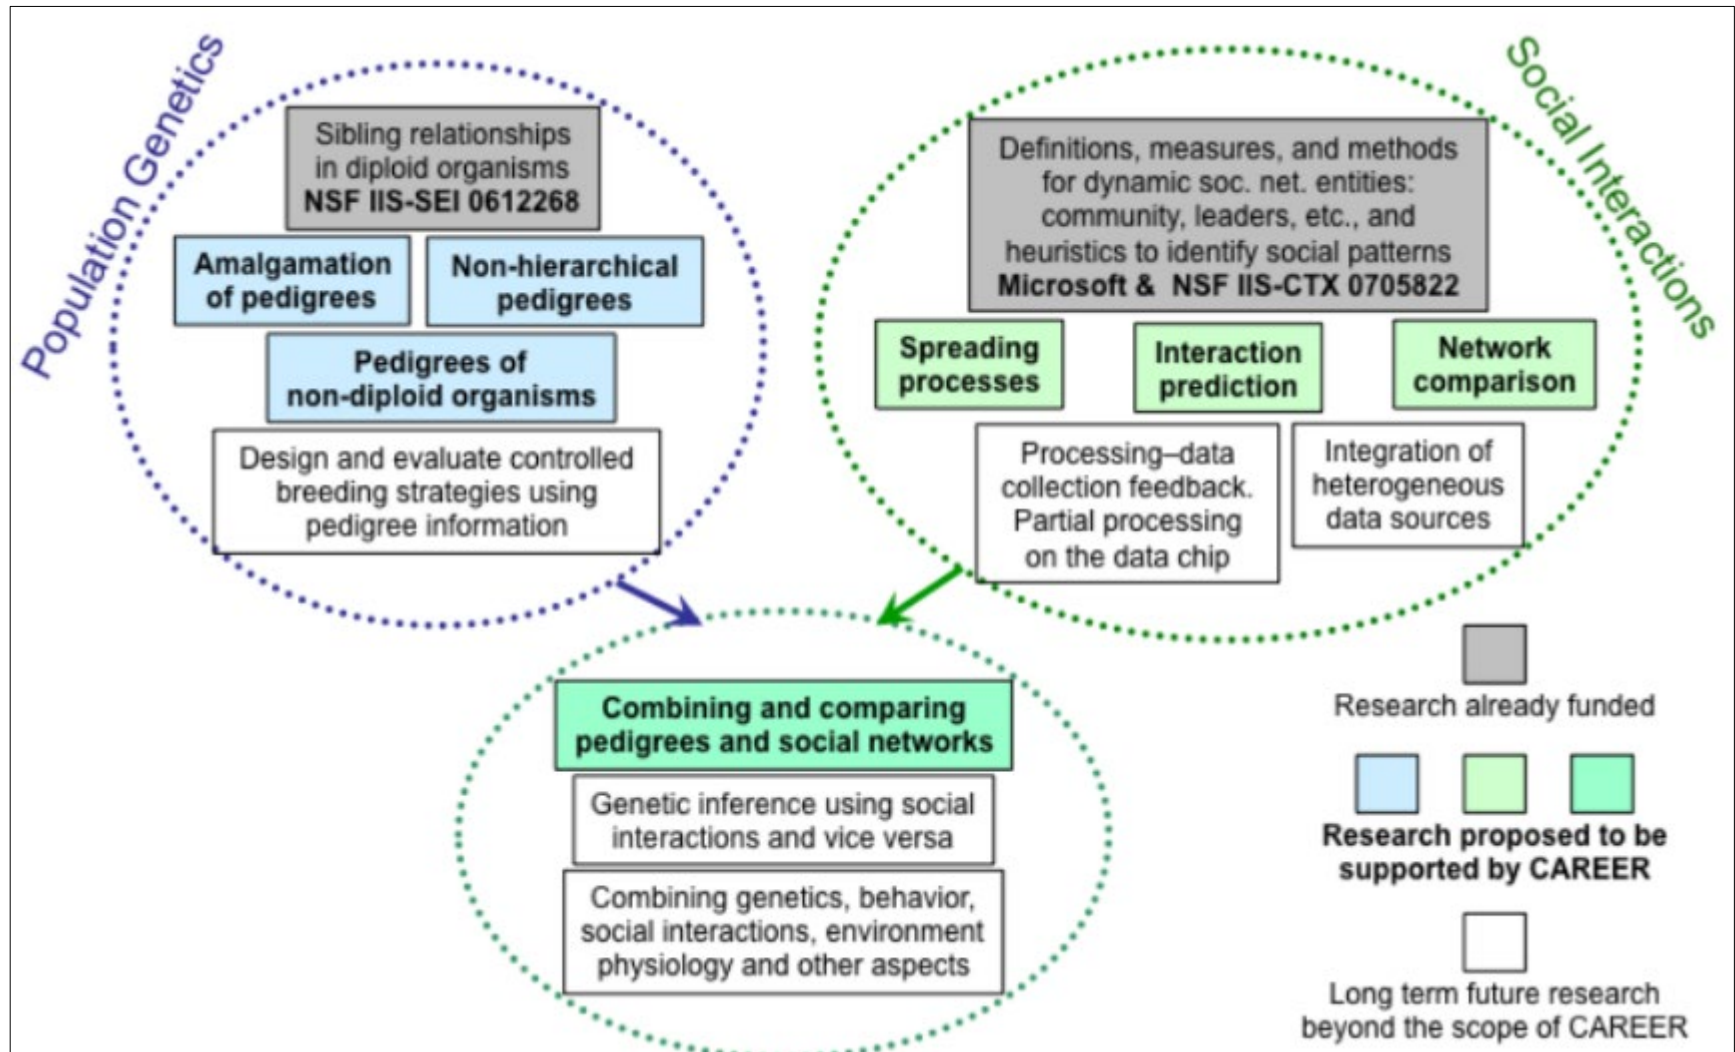 Population Genetics
Sibling relationships
in diploid organisms
NSF IIS-SEI 0612268
Amalgamation
of pedigrees
Non-hierarchical
pedigrees
Pedigrees of
non-diploid organisms
Design and evaluate controlled
breeding strategies using
pedigree information
Social Interactions
Definitions, measures, and methods
for dynamic soc. net. entities:
community, leaders, etc., and
heuristics to identify social patterns
Microsoft & NSF IIS-CTX 0705822
Spreading
processes
Interaction
prediction
Network
comparison
Processing–data
collection feedback.
Partial processing
on the data chip
Integration of
heterogeneous
data sources
Combining and comparing
pedigrees and social networks
Genetic inference using social
interactions and vice versa
Combining genetics, behavior,
social interactions, environment
physiology and other aspects
Research already funded
Research proposed to be
supported by CAREER
Long term future research
beyond the scope of CAREER